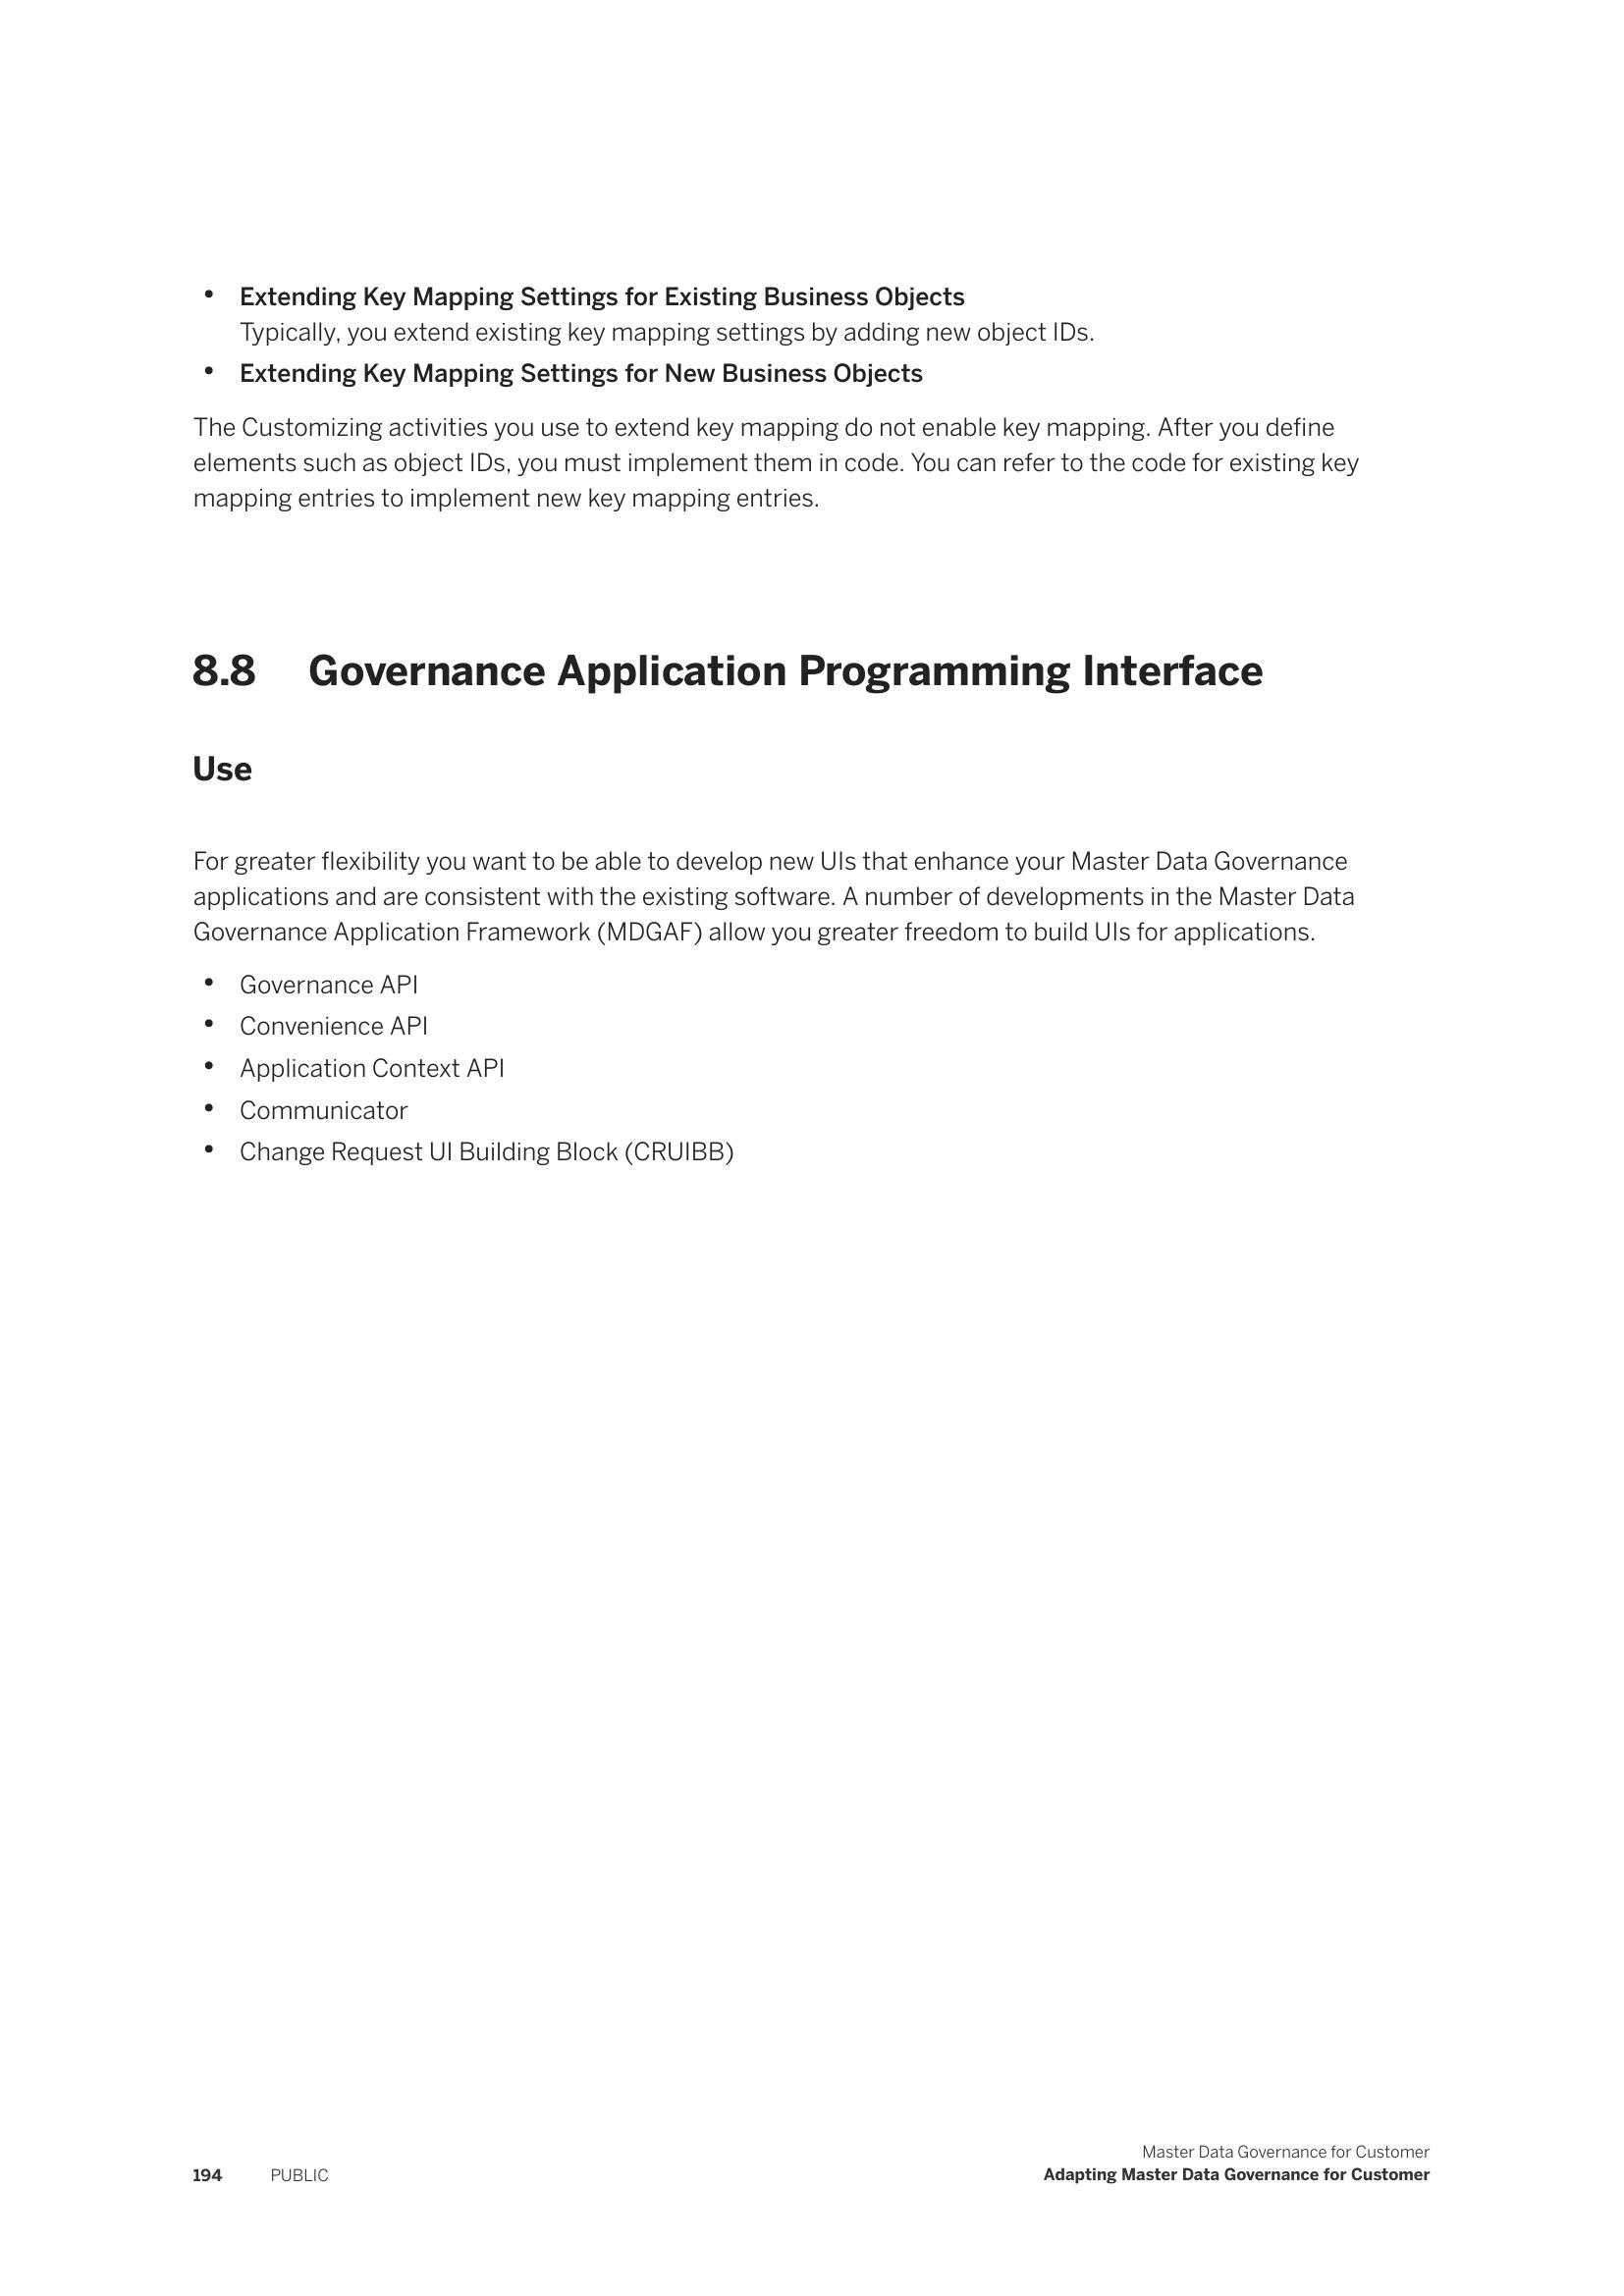 • Extending Key Mapping Settings for Existing Business Objects
Typically, you extend existing key mapping settings by adding new object IDs.
• Extending Key Mapping Settings for New Business Objects
The Customizing activities you use to extend key mapping do not enable key mapping. After you define
elements such as object IDs, you must implement them in code. You can refer to the code for existing key
mapping entries to implement new key mapping entries.
8.8 Governance Application Programming Interface
Use
For greater flexibility you want to be able to develop new UIs that enhance your Master Data Governance
applications and are consistent with the existing software. A number of developments in the Master Data
Governance Application Framework (MDGAF) allow you greater freedom to build UIs for applications.
• Governance API
• Convenience API
• Application Context API
• Communicator
• Change Request UI Building Block (CRUIBB)
Master Data Governance for Customer
194 PUBLIC Adapting Master Data Governance for Customer